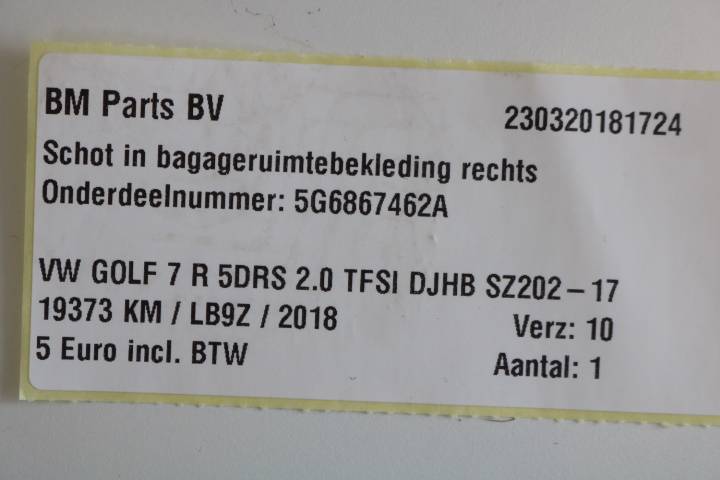 BM Parts BV 230320181724
Schot in bagageruimtebekleding rechts
Onderdeelnummer: 5G6867462A
VW GOLF 7 R 5DRS 2.0 TFSI DJHB SZ202-17
19373 KM / LB9Z / 2018 Verz: 10
5 Euro incl. BTW Aantal: 1